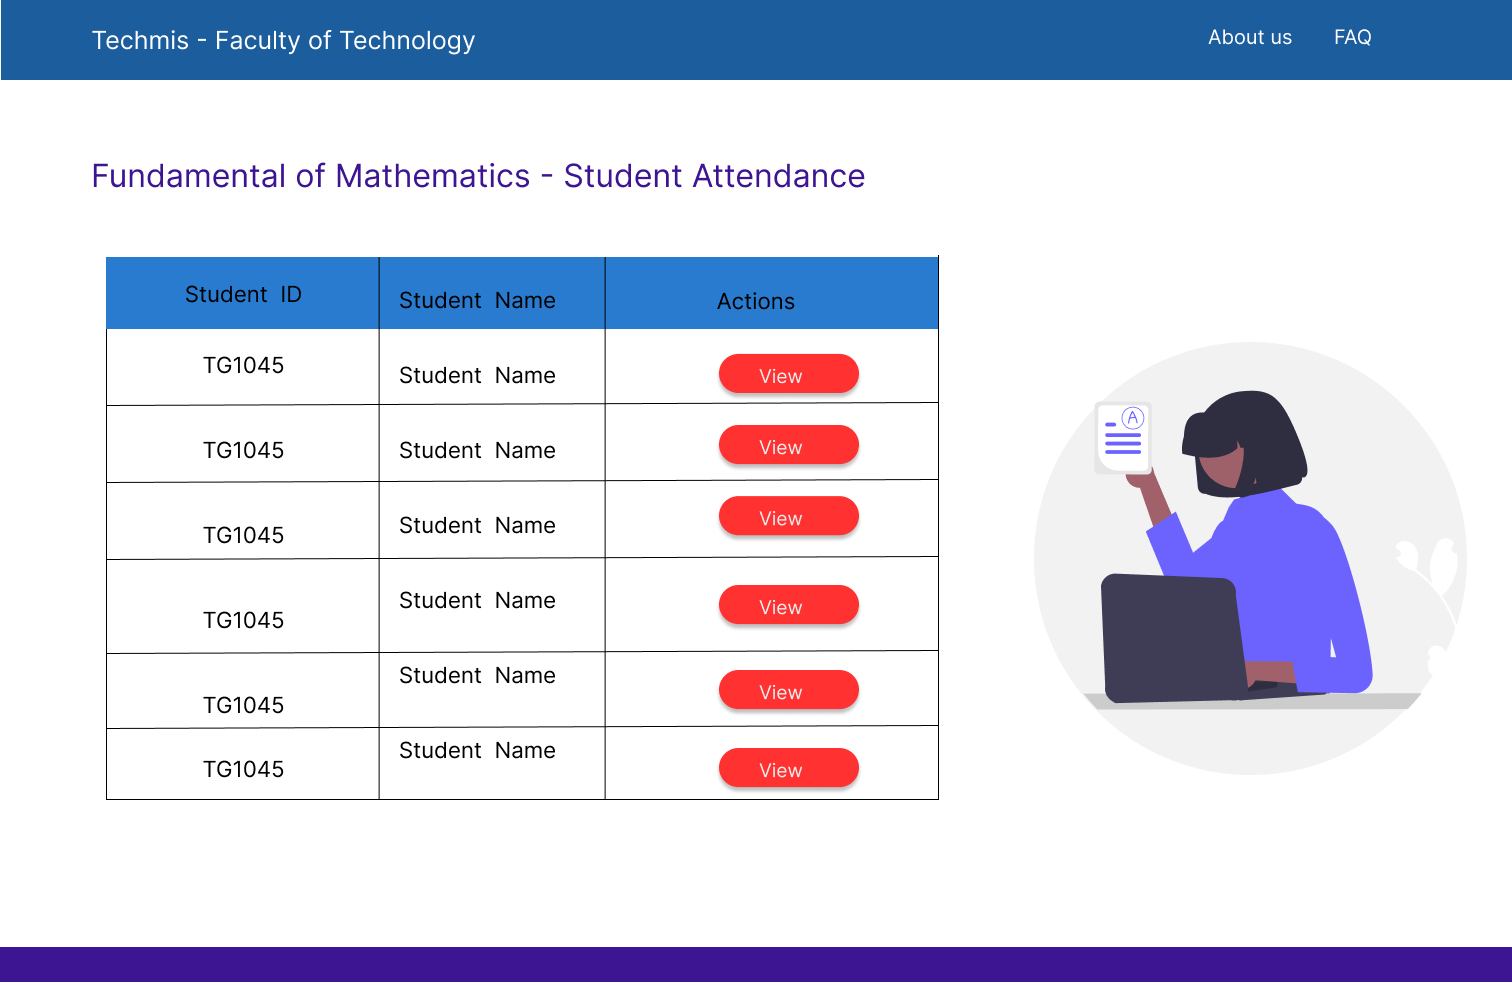 Techmis - Faculty of Technology
About us FAQ
Fundamental of Mathematics - Student Attendance
Student ID Student Name Actions
TG1045 Student Name View
TG1045 Student Name View
TG1045 Student Name View
TG1045 Student Name View
TG1045 Student Name View
TG1045 Student Name View
A